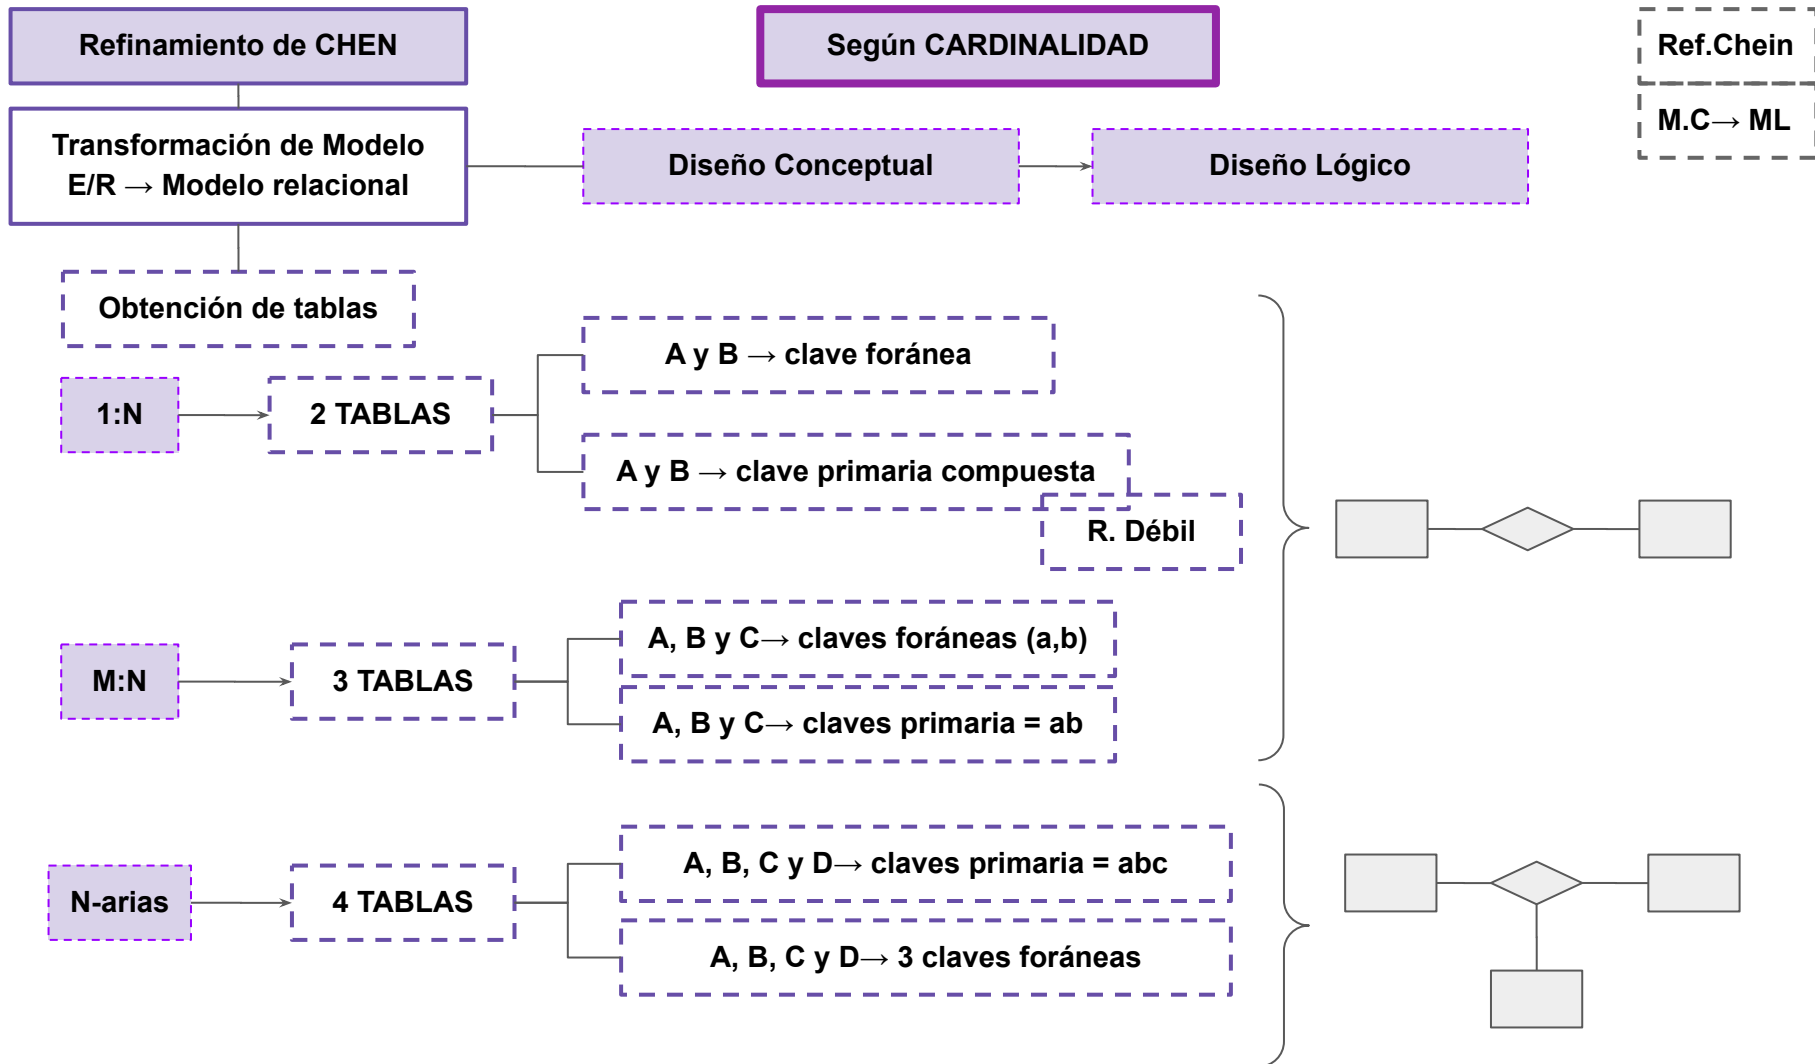 Refinamiento de CHEN
Según CARDINALIDAD
Ref.Chein
M.C→ ML
Transformación de Modelo
E/R → Modelo relacional
Diseño Conceptual
Diseño Lógico
Obtención de tablas
A y B → clave foránea
1:N
2 TABLAS
A y B → clave primaria compuesta
R. Débil
A, B y C→ claves foráneas (a,b)
M:N
3 TABLAS
A, B y C→ claves primaria = ab
A, B, C y D→ claves primaria = abc
N-arias
4 TABLAS
A, B, C y D→ 3 claves foráneas